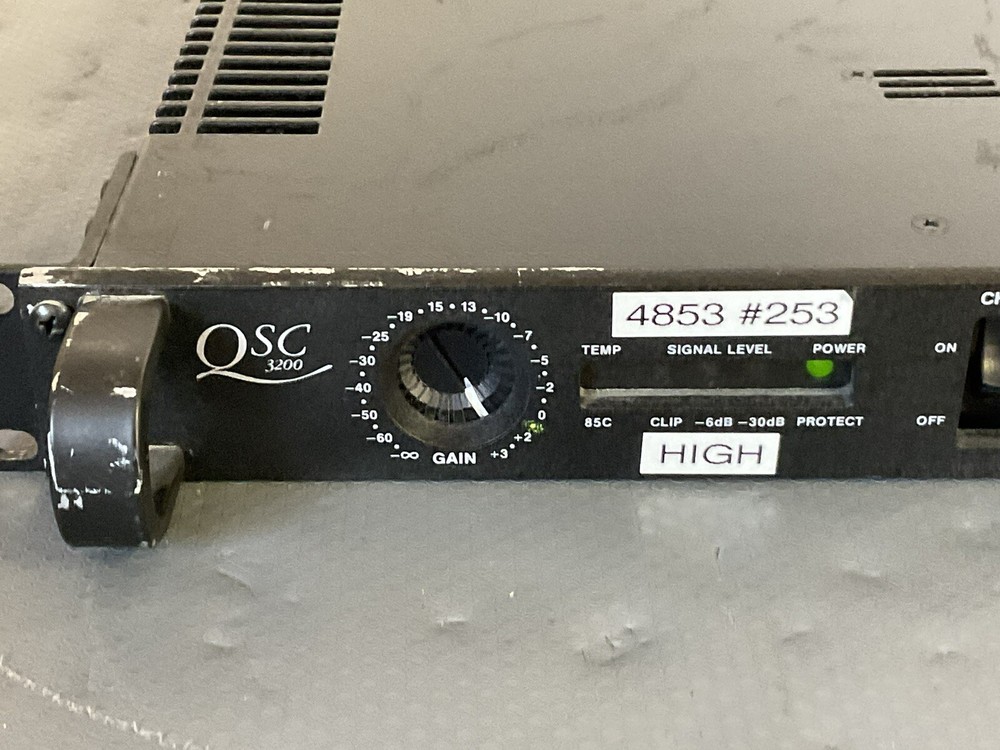 QSC
3200
-19 • 15 • 13 • -10
-25
-7
-30
-5
-40
-2
-50
0
-60
+2
-∞ GAIN +3
4853 #253
TEMP SIGNAL LEVEL POWER
85C CLIP -6dB -30dB PROTECT
HIGH
ON
OFF